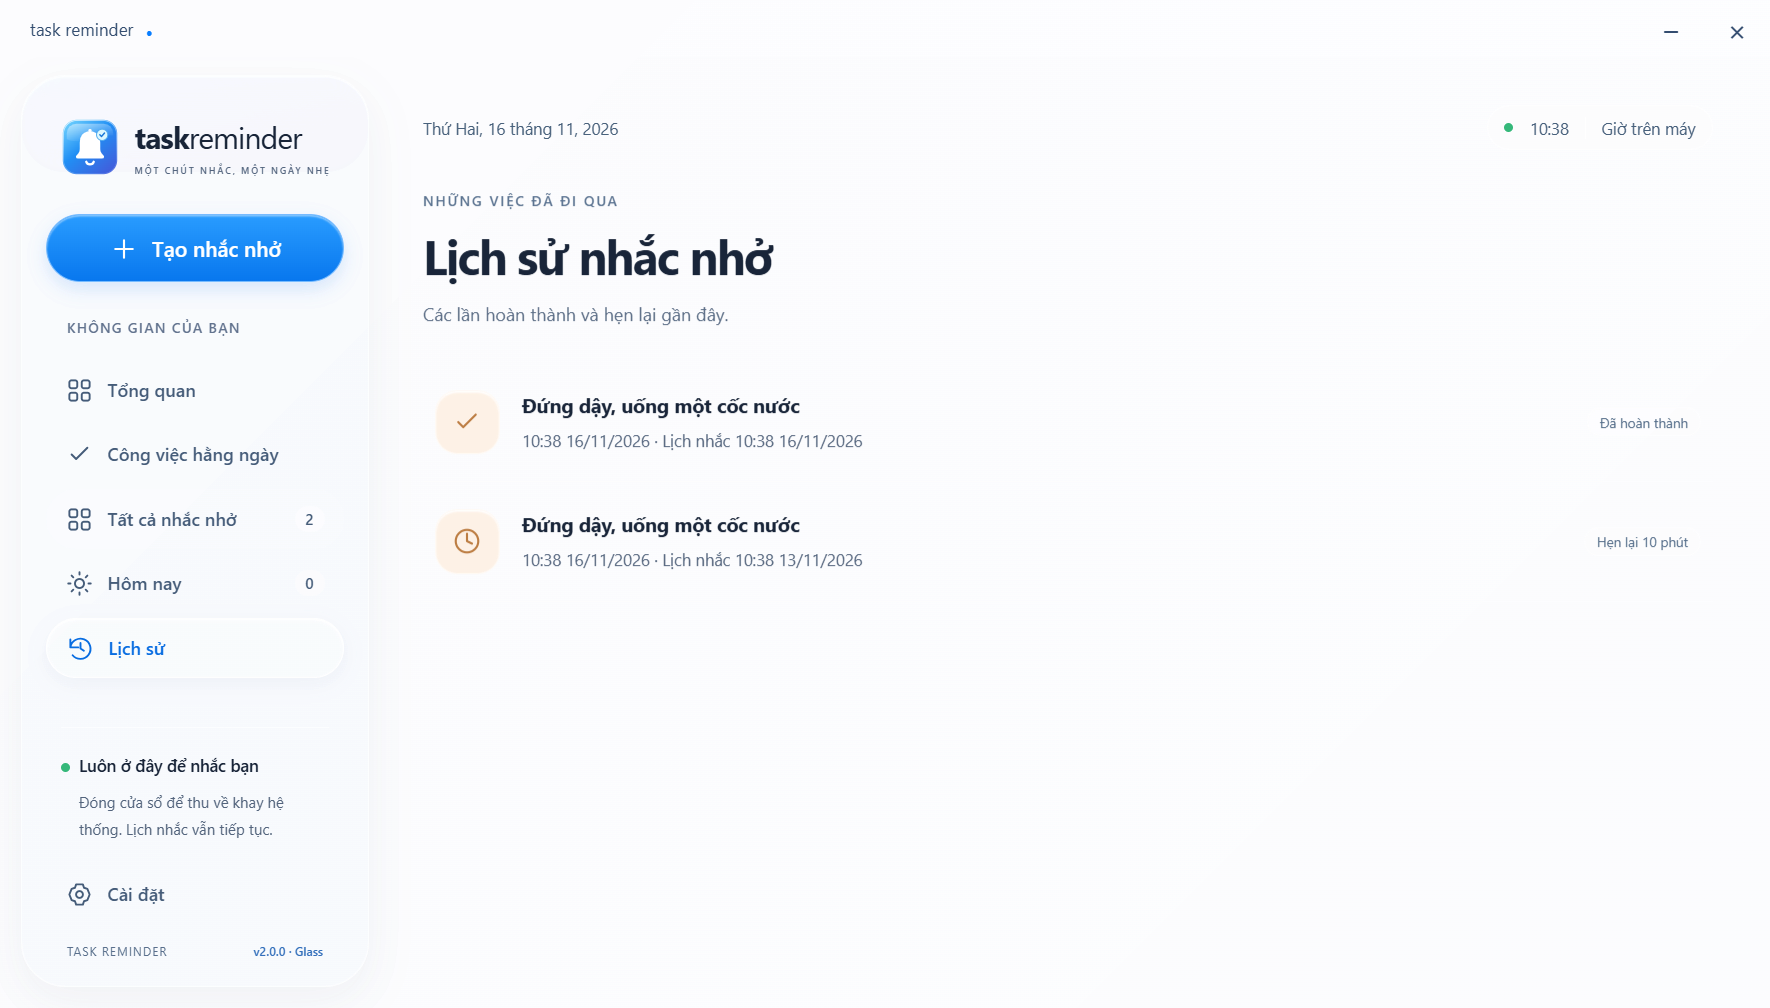 task reminder
taskreminder
MỘT CHÚT NHẮC, MỘT NGÀY NHẸ
Tạo nhắc nhở
KHÔNG GIAN CỦA BẠN
Tổng quan
Công việc hằng ngày
Tất cả nhắc nhở 2
Hôm nay 0
Lịch sử
Luôn ở đây để nhắc bạn
Đóng cửa sổ để thu về khay hệ
thống. Lịch nhắc vẫn tiếp tục.
Cài đặt
TASK REMINDER v2.0.0 · Glass
Thứ Hai, 16 tháng 11, 2026
10:38 Giờ trên máy
NHỮNG VIỆC ĐÃ ĐI QUA
Lịch sử nhắc nhở
Các lần hoàn thành và hẹn lại gần đây.
Đứng dậy, uống một cốc nước
10:38 16/11/2026 · Lịch nhắc 10:38 16/11/2026
Đã hoàn thành
Đứng dậy, uống một cốc nước
10:38 16/11/2026 · Lịch nhắc 10:38 13/11/2026
Hẹn lại 10 phút